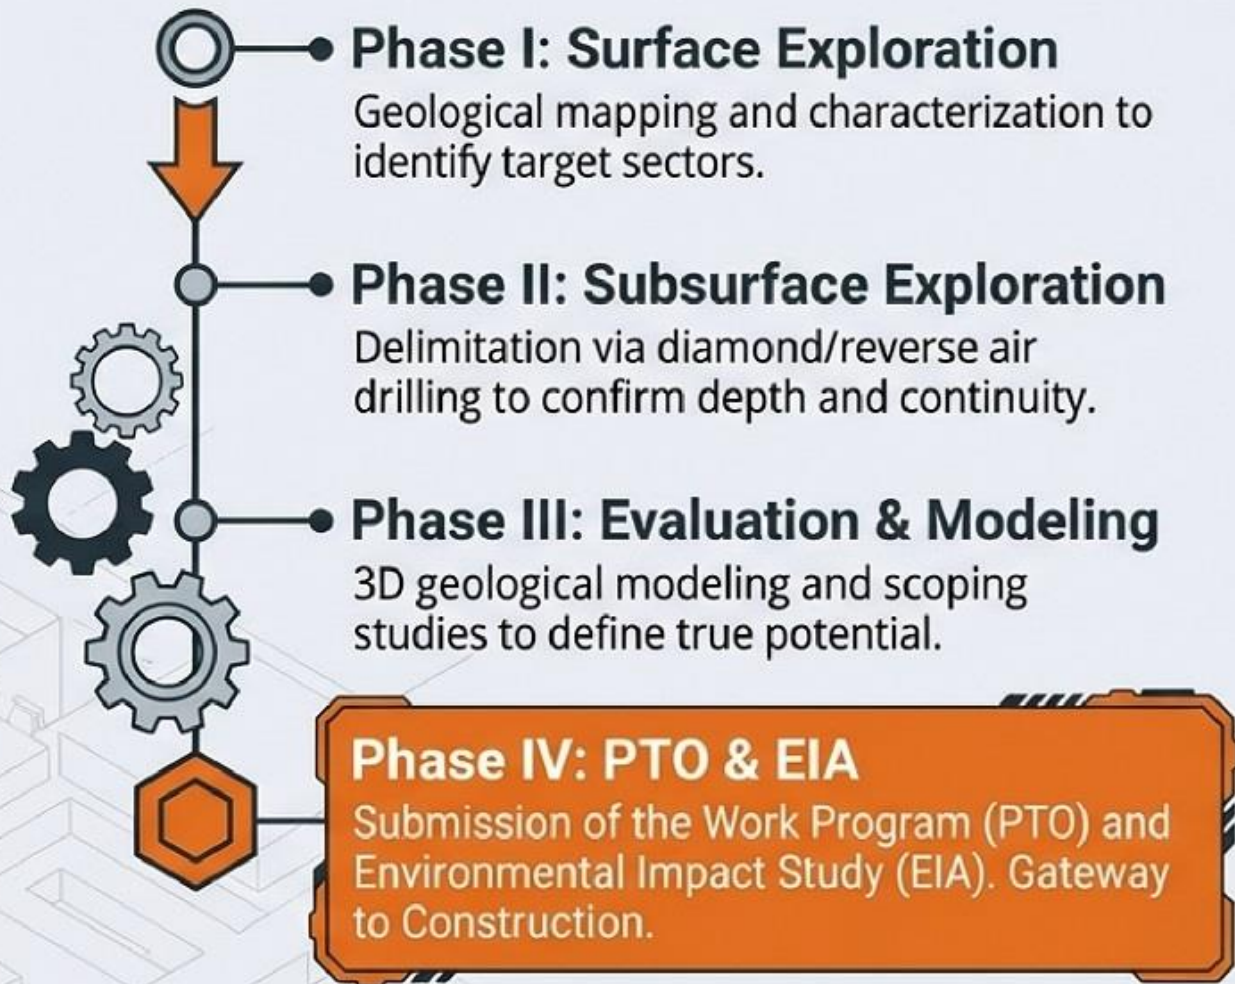 Phase I: Surface Exploration
Geological mapping and characterization to
identify target sectors.
Phase II: Subsurface Exploration
Delimitation via diamond/reverse air
drilling to confirm depth and continuity.
Phase III: Evaluation & Modeling
3D geological modeling and scoping
studies to define true potential.
Phase IV: PTO & EIA
Submission of the Work Program (PTO) and
Environmental Impact Study (EIA). Gateway
to Construction.